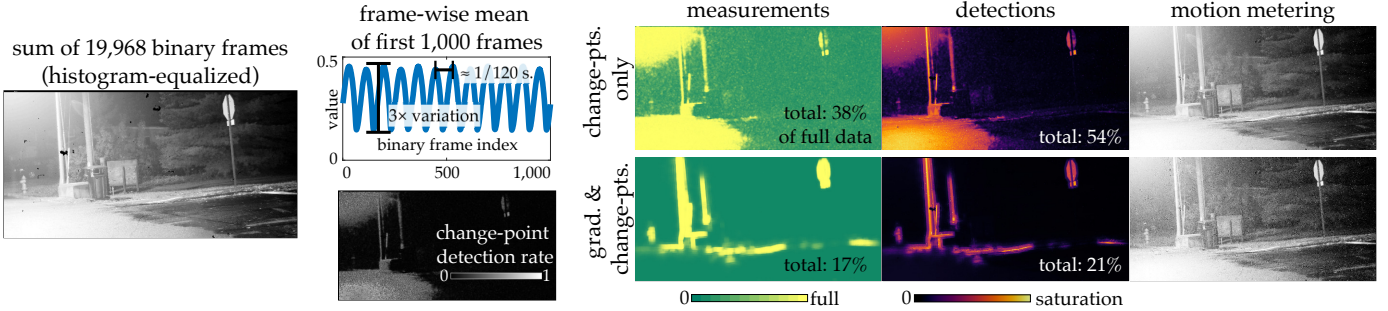 sum of 19,968 binary frames
(histogram-equalized)
frame-wise mean
of first 1,000 frames
0.5
0
value
≈ 1/120 s.
3× variation
binary frame index
0
500
1,000
change-point
detection rate
0
1
measurements
detections
motion metering
change-pts.
only
total: 38%
of full data
total: 54%
grad. &
change-pts.
total: 17%
total: 21%
0
full
0
saturation